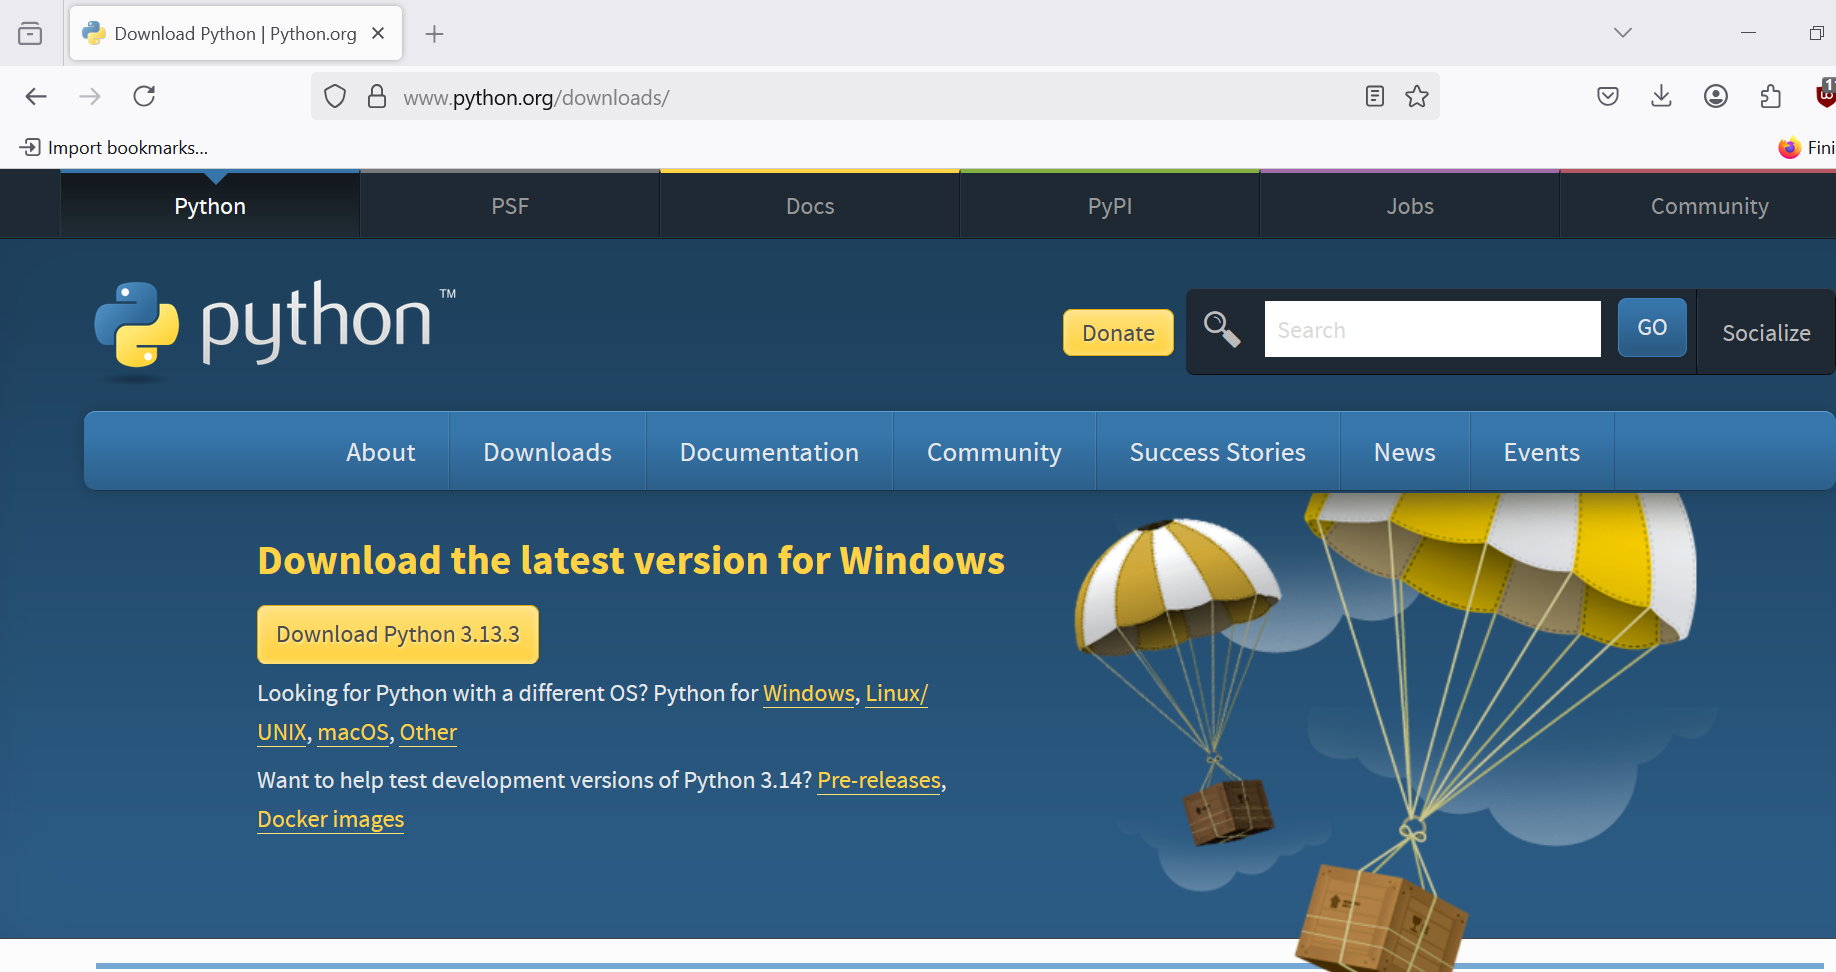 Download Python | Python.org
www.python.org/downloads/
Import bookmarks...
Python PSF Docs PyPI Jobs Community
python™
Donate Search GO Socialize
About Downloads Documentation Community Success Stories News Events
Download the latest version for Windows
Download Python 3.13.3
Looking for Python with a different OS? Python for Windows, Linux/
UNIX, macOS, Other
Want to help test development versions of Python 3.14? Pre-releases,
Docker images